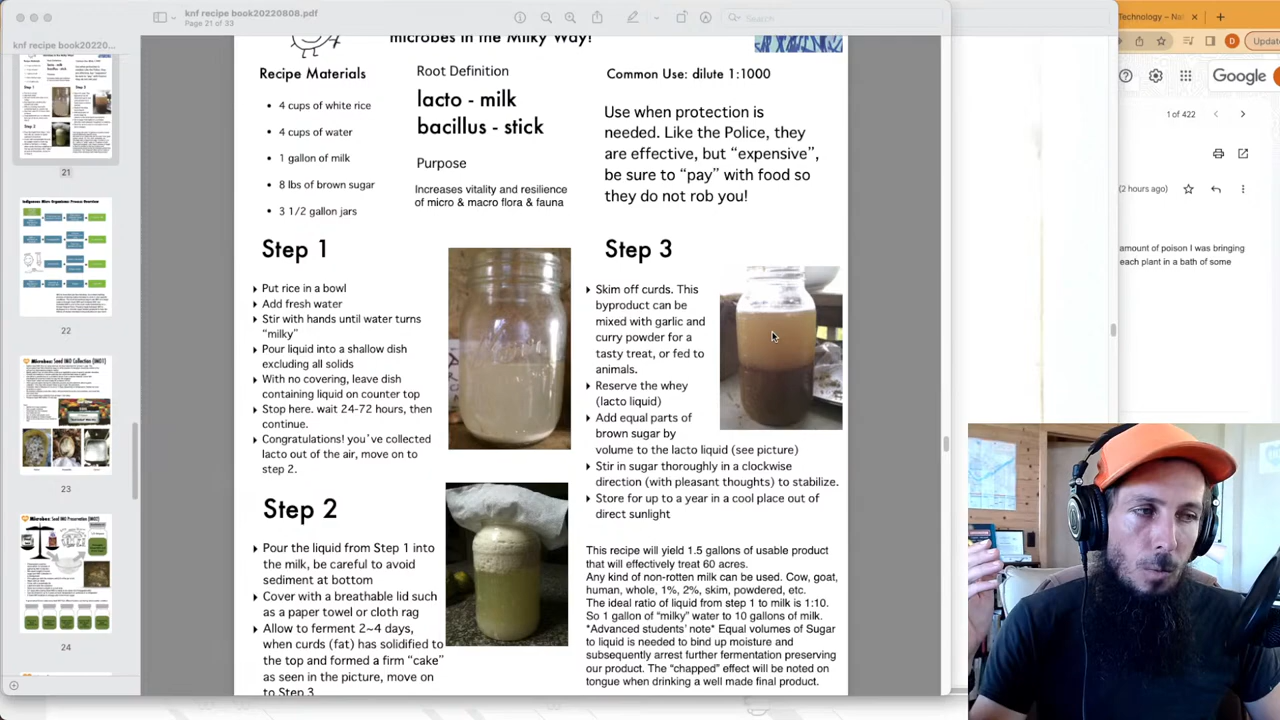 knf recipe book20220808.pdf
Page 21 of 33
Search
knf recipe book20220...
21
22
23
24
microbes in the Milky Way!
Recipe Materials
4 cups of white rice
4 cups of water
1 gallon of milk
8 lbs of brown sugar
3 1/2 gallon jars
Root Definition
lacto - milk
bacillus - stick
Purpose
Increases vitality and resilience
of micro & macro flora & fauna
Common Use: dilute 1:1000
Use when protection is
needed. Like the Police, they
are effective, but “expensive”,
be sure to “pay” with food so
they do not rob you!
Step 1
Put rice in a bowl
Add fresh water
Stir with hands until water turns
“milky”
Pour liquid into a shallow dish
excluding all solids
With no covering, leave dish
containing liquid on counter top
Stop here. wait 24-72 hours, then
continue.
Congratulations! you’ve collected
lacto out of the air, move on to
step 2.
Step 2
Pour the liquid from Step 1 into
the milk, be careful to avoid
sediment at bottom
Cover with a breathable lid such
as a paper towel or cloth rag
Allow to ferment 2~4 days,
when curds (fat) has solidified to
the top and formed a firm “cake”
as seen in the picture, move on
to Step 3
Step 3
Skim off curds. This
byproduct can be
mixed with garlic and
curry powder for a
tasty treat, or fed to
animals.
Reserve the whey
(lacto liquid)
Add equal parts of
brown sugar by
volume to the lacto liquid (see picture)
Stir in sugar thoroughly in a clockwise
direction (with pleasant thoughts) to stabilize.
Store for up to a year in a cool place out of
direct sunlight
This recipe will yield 1.5 gallons of usable product
that will effectively treat 60 acres.
Any kind of non-rotten milk can be used. Cow, goat,
human, whole, 1%, 2%, skim, powdered, etc.
The ideal ratio of liquid from step 1 to milk is 1:10.
So 1 gallon of “milky” water to 10 gallons of milk.
*Advanced students’ note* Equal volumes of Sugar
to liquid is needed to bind up moisture and
subsequently arrest further fermentation preserving
our product. The “chapped” effect will be noted on
tongue when drinking a well made final product.
Technology – Nal
Update
Google
1 of 422
(2 hours ago)
amount of poison I was bringing
each plant in a bath of some